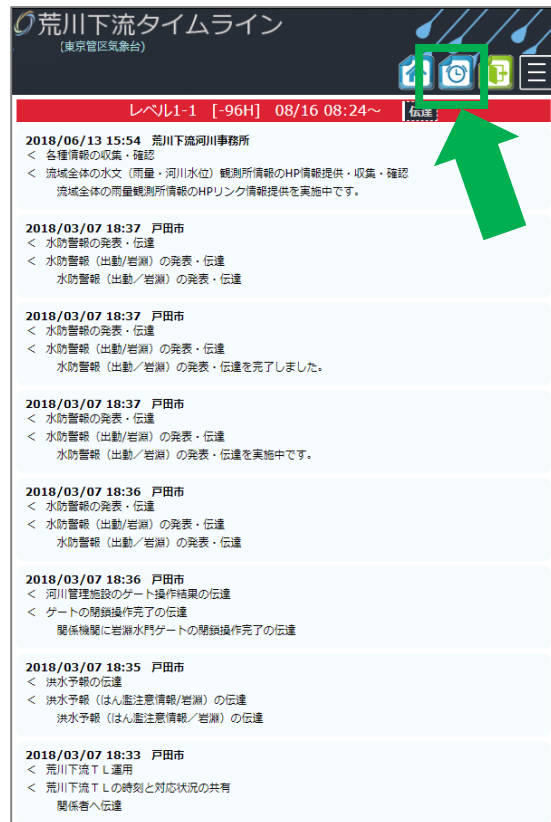 荒川下流タイムライン
(東京管区気象台)
レベル1-1 [-96H] 08/16 08:24～ 伝達
2018/06/13 15:54 荒川下流河川事務所
< 各種情報の収集・確認
< 流域全体の水文（雨量・河川水位）観測所情報のHP情報提供・収集・確認
流域全体の雨量観測所情報のHPリンク情報提供を実施中です。
2018/03/07 18:37 戸田市
< 水防警報の発表・伝達
< 水防警報（出動/岩淵）の発表・伝達
水防警報（出動／岩淵）の発表・伝達
2018/03/07 18:37 戸田市
< 水防警報の発表・伝達
< 水防警報（出動/岩淵）の発表・伝達
水防警報（出動／岩淵）の発表・伝達を完了しました。
2018/03/07 18:37 戸田市
< 水防警報の発表・伝達
< 水防警報（出動/岩淵）の発表・伝達
水防警報（出動／岩淵）の発表・伝達を実施中です。
2018/03/07 18:36 戸田市
< 水防警報の発表・伝達
< 水防警報（出動/岩淵）の発表・伝達
水防警報（出動／岩淵）の発表・伝達
2018/03/07 18:36 戸田市
< 河川管理施設のゲート操作結果の伝達
< ゲートの閉鎖操作完了の伝達
関係機関に岩淵水門ゲートの閉鎖操作完了の伝達
2018/03/07 18:35 戸田市
< 洪水予報の伝達
< 洪水予報（はん濫注意情報/岩淵）の伝達
洪水予報（はん濫注意情報／岩淵）の伝達
2018/03/07 18:33 戸田市
< 荒川下流ＴＬ運用
< 荒川下流ＴＬの時刻と対応状況の共有
関係者へ伝達